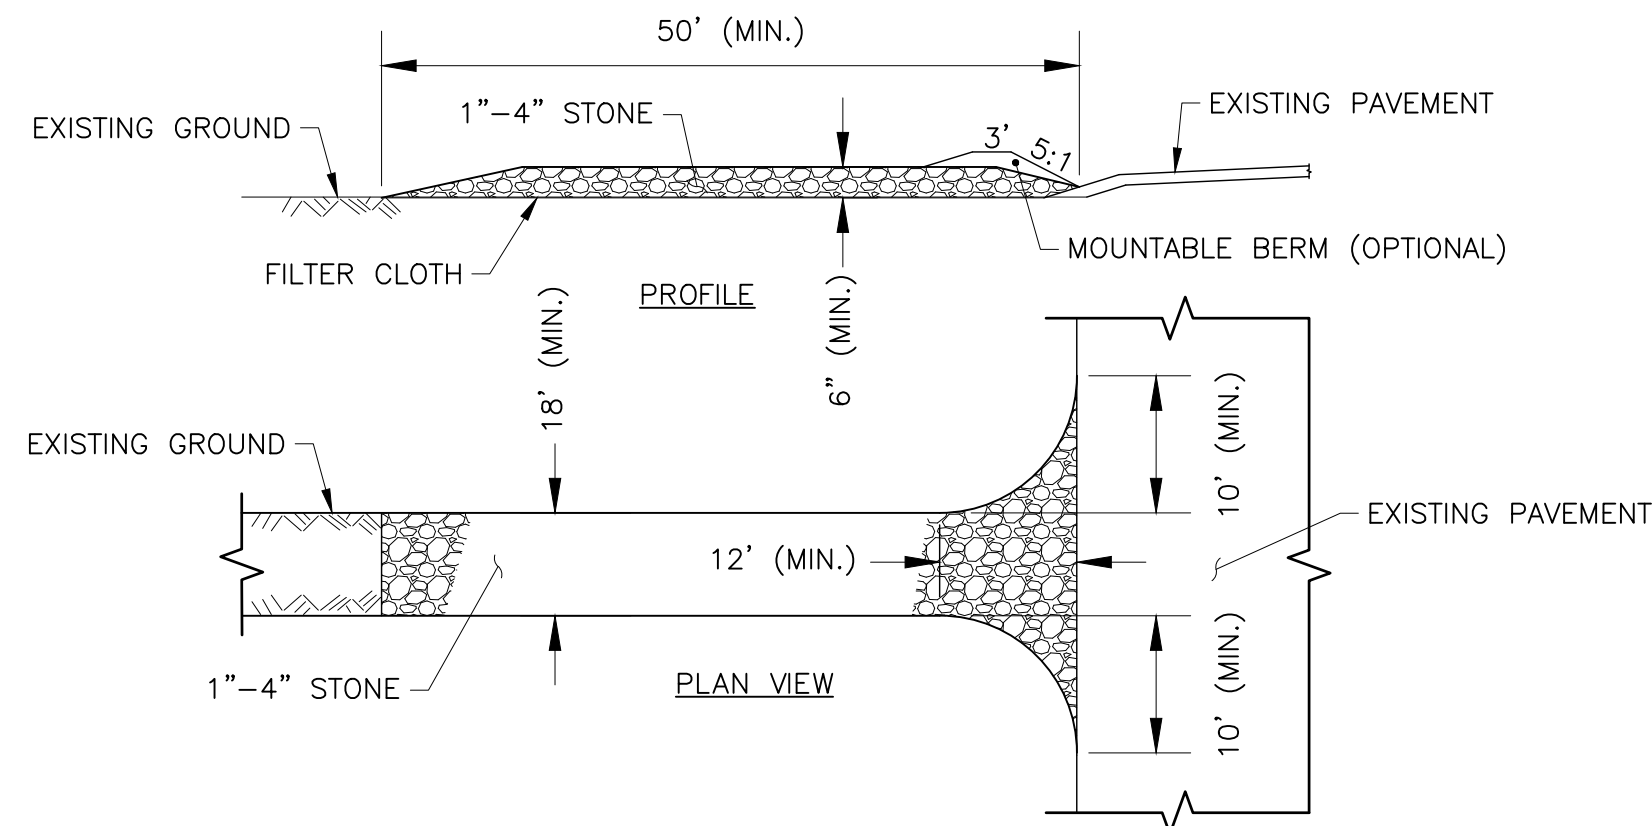 50' (MIN.)
EXISTING GROUND
1"-4" STONE
3'
5:1
EXISTING PAVEMENT
MOUNTABLE BERM (OPTIONAL)
FILTER CLOTH
PROFILE
18' (MIN.)
6" (MIN.)
EXISTING GROUND
10' (MIN.)
12' (MIN.)
EXISTING PAVEMENT
10' (MIN.)
1"-4" STONE
PLAN VIEW